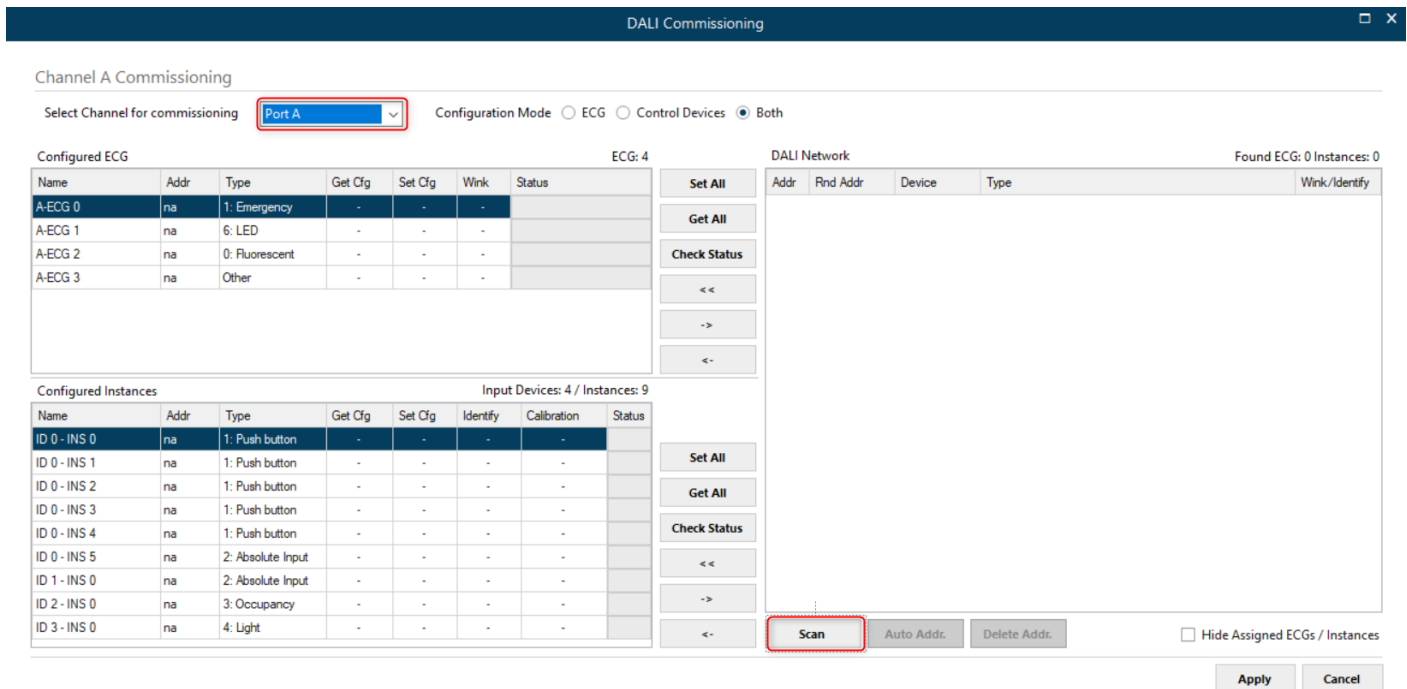 DALI Commissioning
Channel A Commissioning
Select Channel for commissioning Port A Configuration Mode ECG Control Devices Both
Configured ECG ECG: 4
Name Addr Type Get Cfg Set Cfg Wink Status
A-ECG 0 na 1: Emergency - - -
A-ECG 1 na 6: LED - - -
A-ECG 2 na 0: Fluorescent - - -
A-ECG 3 na Other - - -
Set All
Get All
Check Status
<<
->
<-
Configured Instances Input Devices: 4 / Instances: 9
Name Addr Type Get Cfg Set Cfg Identify Calibration Status
ID 0 - INS 0 na 1: Push button - - - -
ID 0 - INS 1 na 1: Push button - - - -
ID 0 - INS 2 na 1: Push button - - - -
ID 0 - INS 3 na 1: Push button - - - -
ID 0 - INS 4 na 1: Push button - - - -
ID 0 - INS 5 na 2: Absolute Input - - - -
ID 1 - INS 0 na 2: Absolute Input - - - -
ID 2 - INS 0 na 3: Occupancy - - - -
ID 3 - INS 0 na 4: Light - - - -
Set All
Get All
Check Status
<<
->
<-
DALI Network Found ECG: 0 Instances: 0
Addr Rnd Addr Device Type Wink/Identify
Scan Auto Addr. Delete Addr. Hide Assigned ECGs / Instances
Apply Cancel